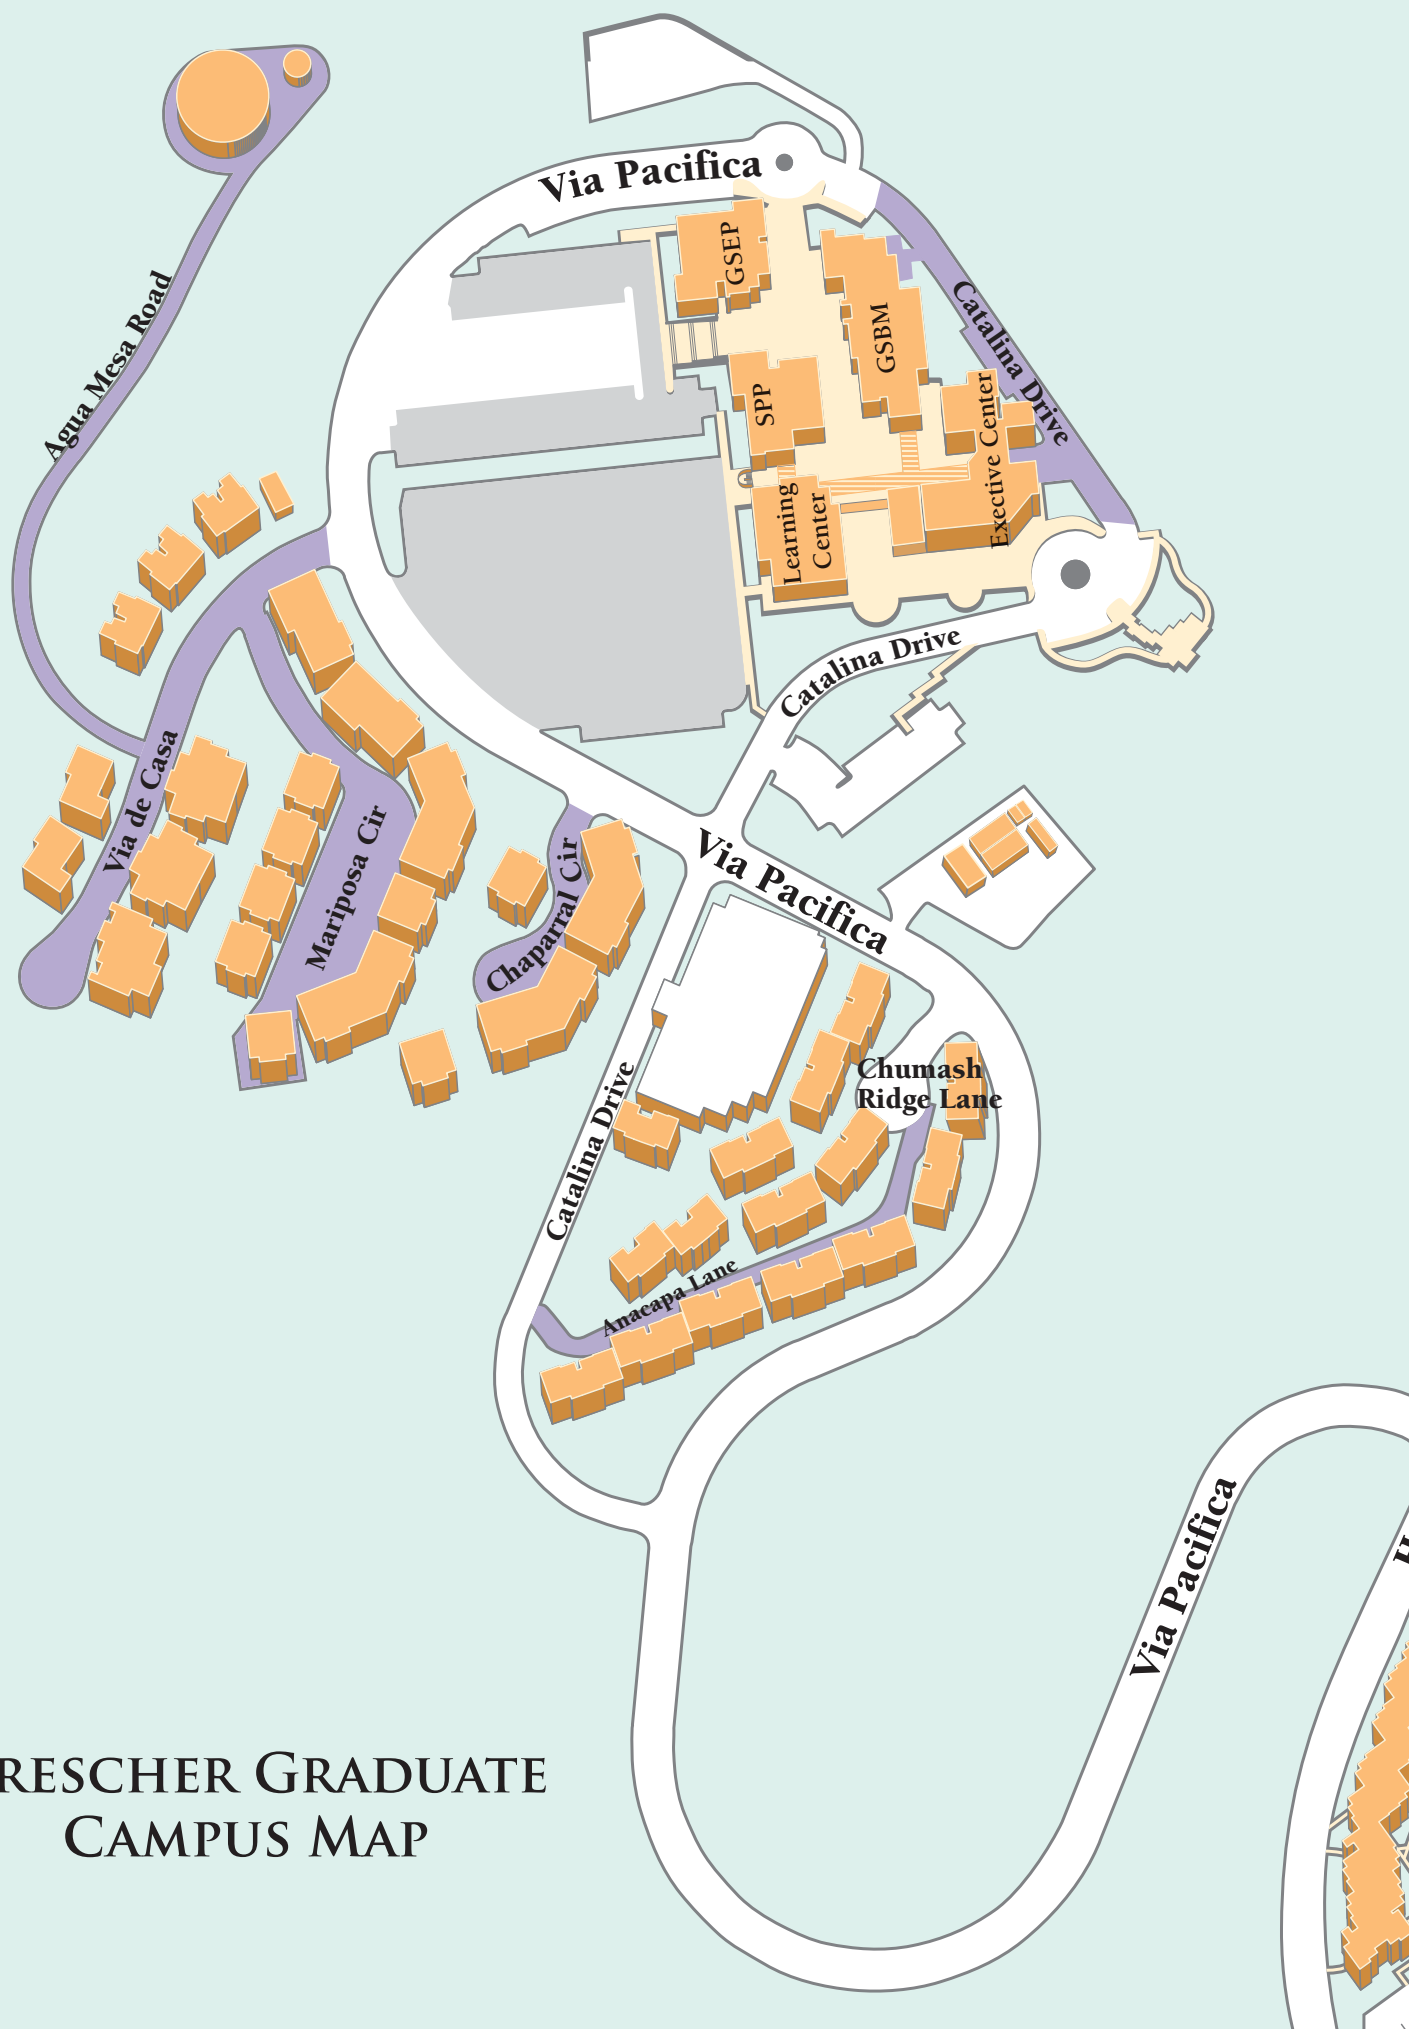 Via Pacifica
GSEP
Agua Mesa Road
GSBM
Catalina Drive
SPP
Exective Center
Learning
Center
Catalina Drive
Via de Casa
Mariposa Cir
Chaparral Cir
Via Pacifica
Chumash
Ridge Lane
Catalina Drive
Anacapa Lane
Via Pacifica
H
RESCHER GRADUATE
CAMPUS MAP